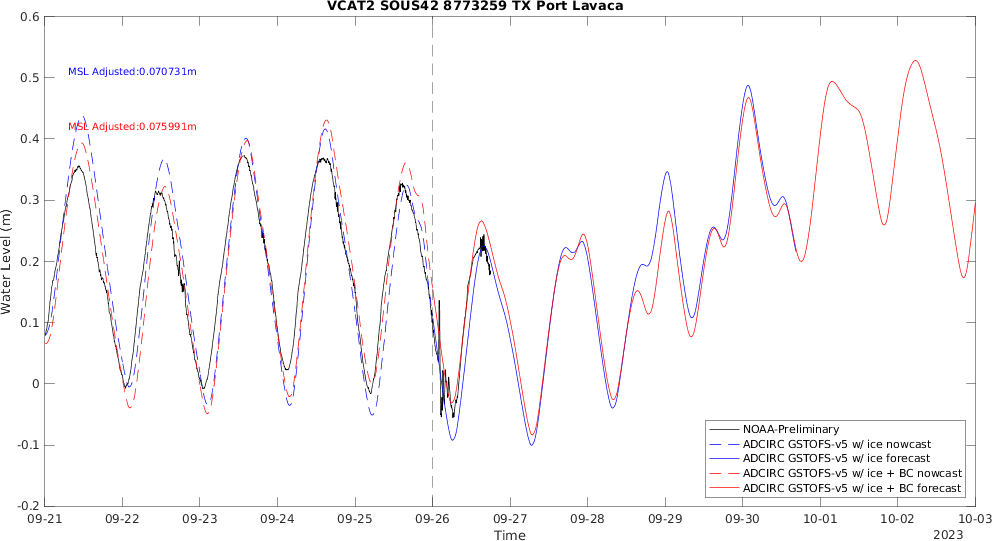 VCAT2 SOUS42 8773259 TX Port Lavaca
0.6
0.5
0.4
0.3
0.2
0.1
0
-0.1
-0.2
Water Level (m)
MSL Adjusted:0.070731m
MSL Adjusted:0.075991m
NOAA-Preliminary
ADCIRC GSTOFS-v5 w/ ice nowcast
ADCIRC GSTOFS-v5 w/ ice forecast
ADCIRC GSTOFS-v5 w/ ice + BC nowcast
ADCIRC GSTOFS-v5 w/ ice + BC forecast
09-21 09-22 09-23 09-24 09-25 09-26 09-27 09-28 09-29 09-30 10-01 10-02 10-03
Time
2023